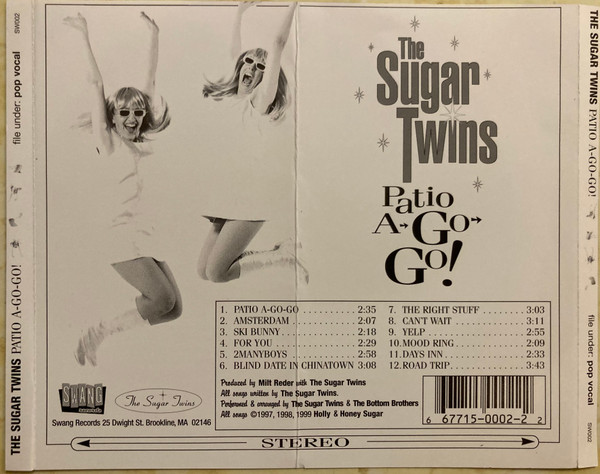 THE SUGAR TWINS PATIO A-GO-GO! file under: pop vocal SW002
The
Sugar
Twins
Patio
A-Go-
Go!
1. PATIO A-GO-GO ........... 2:35
2. AMSTERDAM ............. 2:07
3. SKI BUNNY .............. 2:18
4. FOR YOU ................ 2:29
5. 2MANYBOYS ............. 2:58
6. BLIND DATE IN CHINATOWN 3:08
7. THE RIGHT STUFF ......... 3:03
8. CAN'T WAIT .............. 3:11
9. YELP .................... 2:55
10.MOOD RING .............. 2:09
11.DAYS INN ................ 2:33
12.ROAD TRIP ............... 3:43
Produced by Milt Reder with The Sugar Twins
All songs written by The Sugar Twins.
Performed & arranged by The Sugar Twins & The Bottom Brothers
All songs ©1997, 1998, 1999 Holly & Honey Sugar
SWANG
records
The Sugar Twins
Swang Records 25 Dwight St. Brookline, MA 02146
6 67715-0002-2 2
STEREO
THE SUGAR TWINS PATIO A-GO-GO! file under: pop vocal SW002